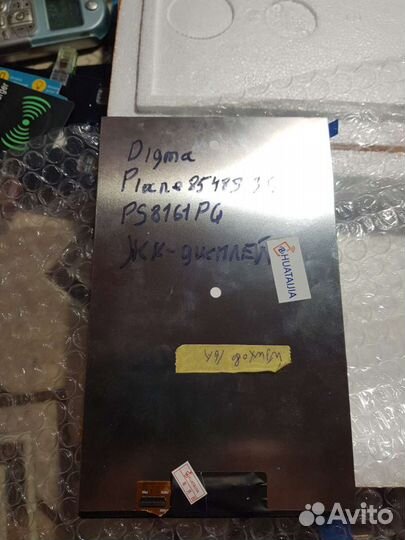 Digma
Plane 8548S 3G
PS8161PG
ЖК-дисплей
HUATAIJIA
Avito